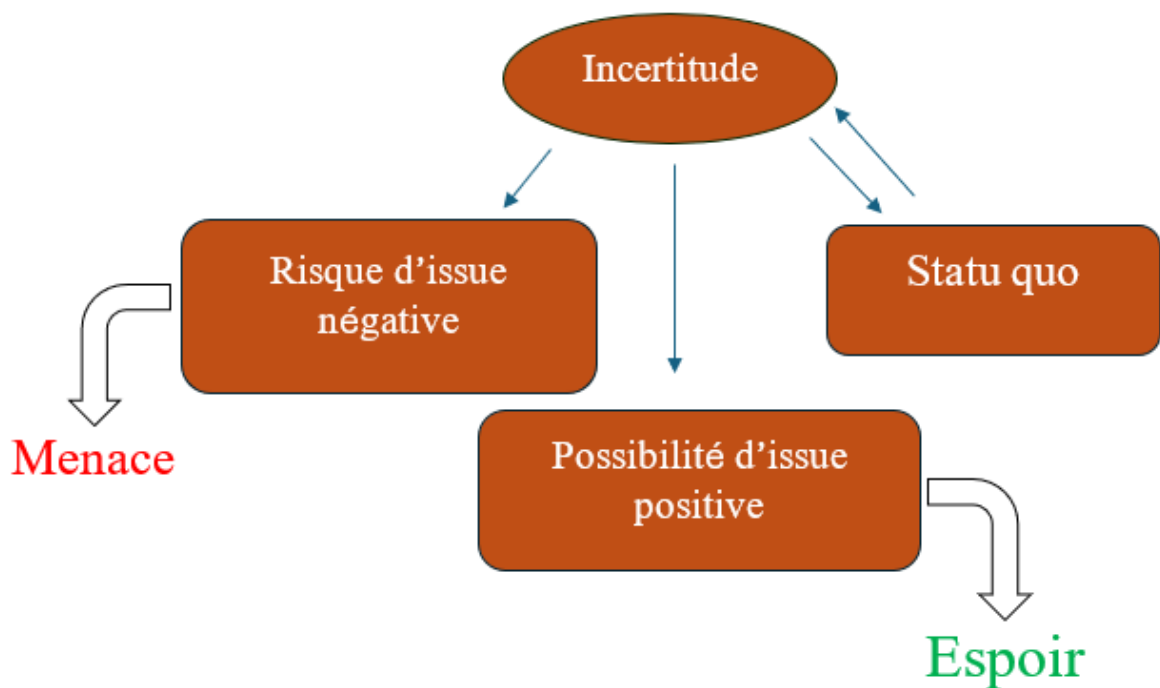 Incertitude
Risque d’issue
négative
Statu quo
Menace
Possibilité d’issue
positive
Espoir